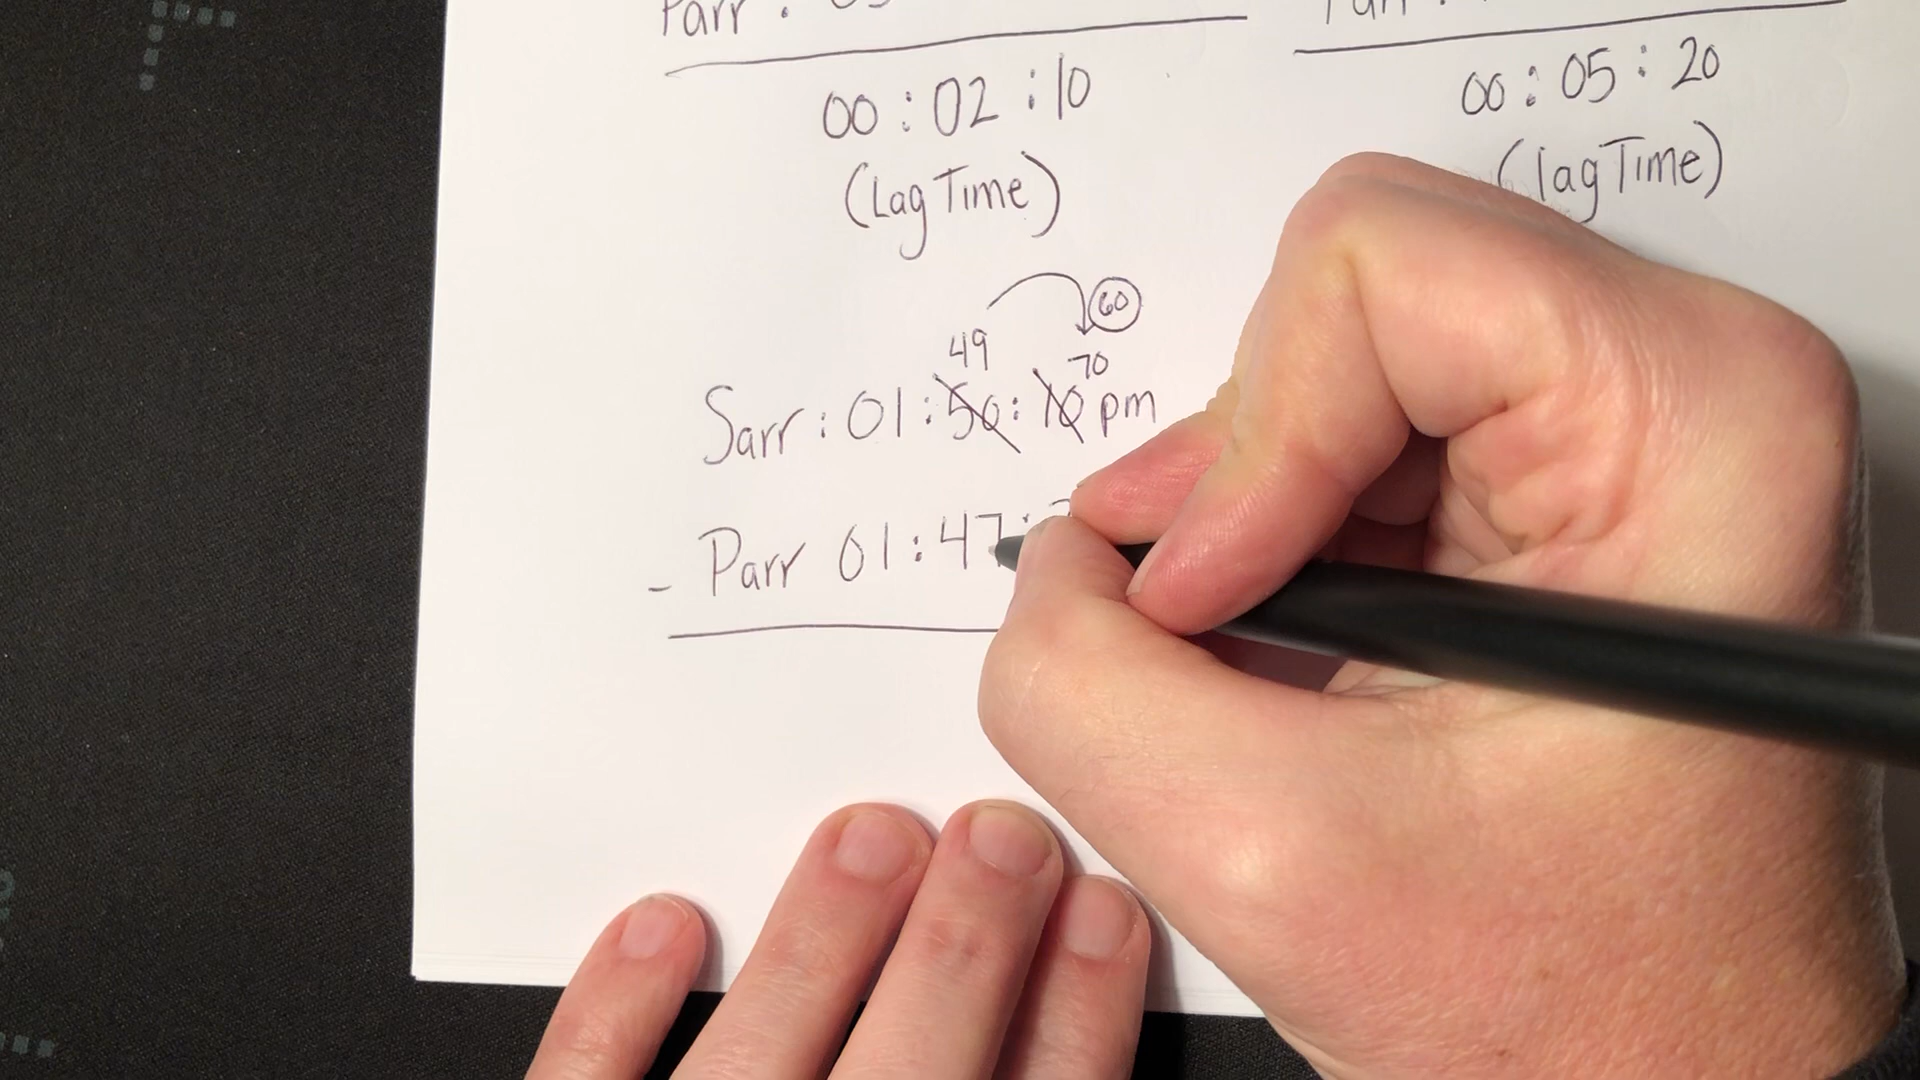 Parr :
00 : 02 : 10
00 : 05 : 20
(Lag Time)
(lag Time)
60
49
70
Sarr : 01 : 50 : 10 pm
- Parr 01 : 47 :